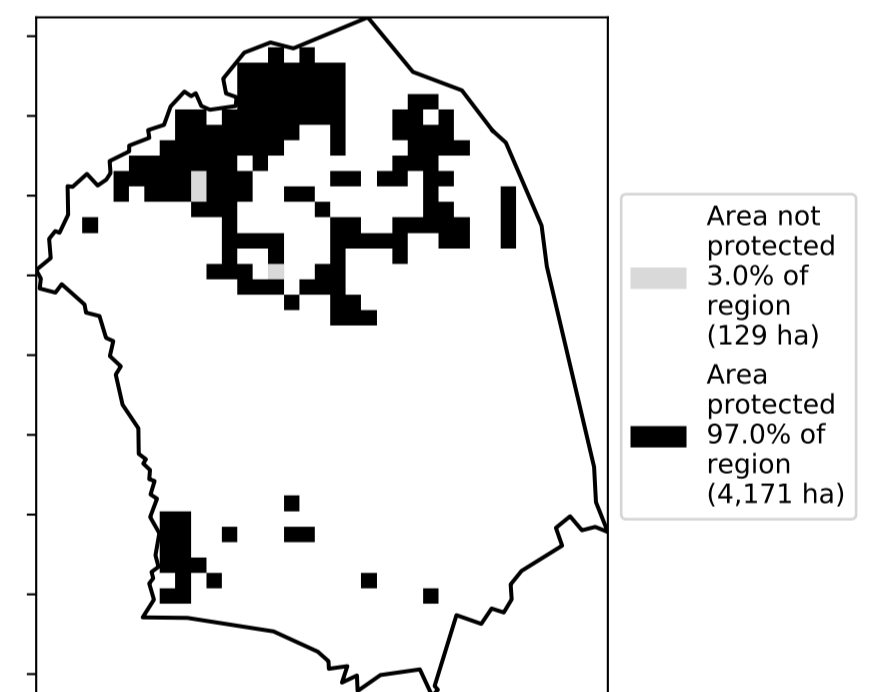 Area not
protected
3.0% of
region
(129 ha)
Area
protected
97.0% of
region
(4,171 ha)